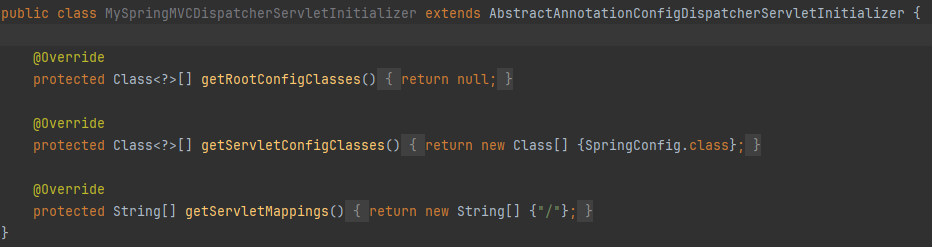 public class MySpringMVCDispatcherServletInitializer extends AbstractAnnotationConfigDispatcherServletInitializer {
@Override
protected Class<?>[] getRootConfigClasses() { return null; }
@Override
protected Class<?>[] getServletConfigClasses() { return new Class[] {SpringConfig.class}; }
@Override
protected String[] getServletMappings() { return new String[] {"/"}; }
}